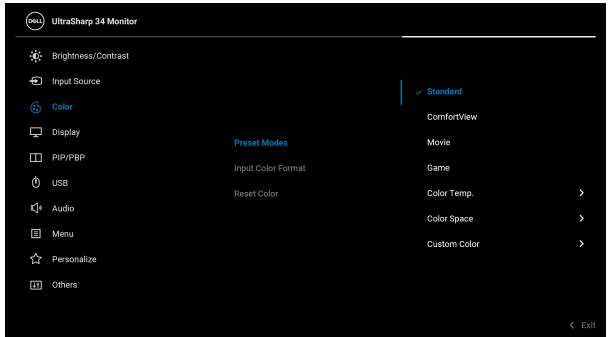 DELL UltraSharp 34 Monitor
Brightness/Contrast
Input Source
Color
Display
PIP/PBP
USB
Audio
Menu
Personalize
Others
Preset Modes
Input Color Format
Reset Color
Standard
ComfortView
Movie
Game
Color Temp.
Color Space
Custom Color
Exit